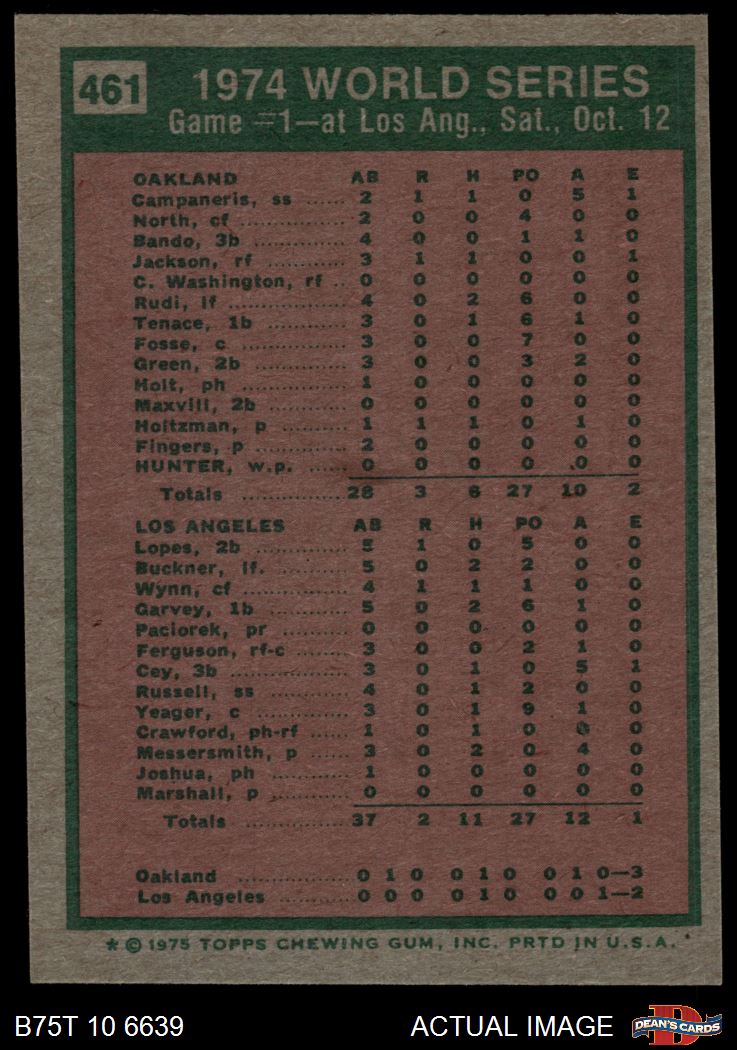 461 1974 WORLD SERIES
Game #1—at Los Ang., Sat., Oct. 12
OAKLAND AB R H PO A E
Campaneris, ss ...... 2 1 1 0 5 1
North, cf ............... 2 0 0 4 0 0
Bando, 3b ............. 4 0 0 1 1 0
Jackson, rf ............ 3 1 1 0 0 1
C. Washington, rf .. 0 0 0 0 0 0
Rudi, lf .................. 4 0 2 6 0 0
Tenace, 1b ............ 3 0 1 6 1 0
Fosse, c ................ 3 0 0 7 0 0
Green, 2b .............. 3 0 0 3 2 0
Holt, ph ................. 1 0 0 0 0 0
Maxvill, 2b ............ 0 0 0 0 0 0
Holtzman, p .......... 1 1 1 0 1 0
Fingers, p .............. 2 0 0 0 0 0
HUNTER, w.p. ...... 0 0 0 0 0 0
Totals ................ 28 3 6 27 10 2
LOS ANGELES AB R H PO A E
Lopes, 2b .............. 5 1 0 5 0 0
Buckner, lf. ............ 5 0 2 2 0 0
Wynn, cf ................ 4 1 1 1 0 0
Garvey, 1b ............. 5 0 2 6 1 0
Paciorek, pr ........... 0 0 0 0 0 0
Ferguson, rf-c ........ 3 0 0 2 1 0
Cey, 3b .................. 3 0 1 0 5 1
Russell, ss ............. 4 0 1 2 0 0
Yeager, c ............... 3 0 1 9 1 0
Crawford, ph-rf ...... 1 0 1 0 0 0
Messersmith, p ...... 3 0 2 0 4 0
Joshua, ph ............. 1 0 0 0 0 0
Marshall, p ............ 0 0 0 0 0 0
Totals ................ 37 2 11 27 12 1
Oakland ................ 0 1 0 0 1 0 0 1 0—3
Los Angeles .......... 0 0 0 0 1 0 0 0 1—2
* © 1975 TOPPS CHEWING GUM, INC. PRTD IN U.S.A.
B75T 10 6639 ACTUAL IMAGE DEAN'S CARDS